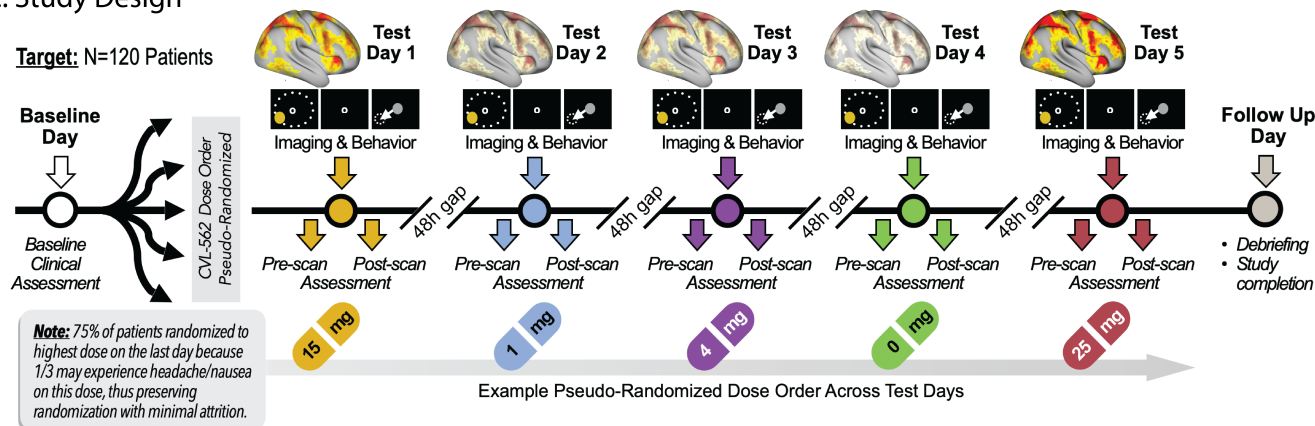 Study Design
Target: N=120 Patients
Baseline
Day
Baseline
Clinical
Assessment
CVL-562 Dose Order
Pseudo-Randomized
Note: 75% of patients randomized to
highest dose on the last day because
1/3 may experience headache/nausea
on this dose, thus preserving
randomization with minimal attrition.
Test
Day 1
Imaging & Behavior
Pre-scan Post-scan
Assessment
15 mg
48h gap
Test
Day 2
Imaging & Behavior
Pre-scan Post-scan
Assessment
1 mg
48h gap
Test
Day 3
Imaging & Behavior
Pre-scan Post-scan
Assessment
4 mg
48h gap
Test
Day 4
Imaging & Behavior
Pre-scan Post-scan
Assessment
0 mg
48h gap
Test
Day 5
Imaging & Behavior
Pre-scan Post-scan
Assessment
25 mg
Follow Up
Day
• Debriefing
• Study
completion
Example Pseudo-Randomized Dose Order Across Test Days